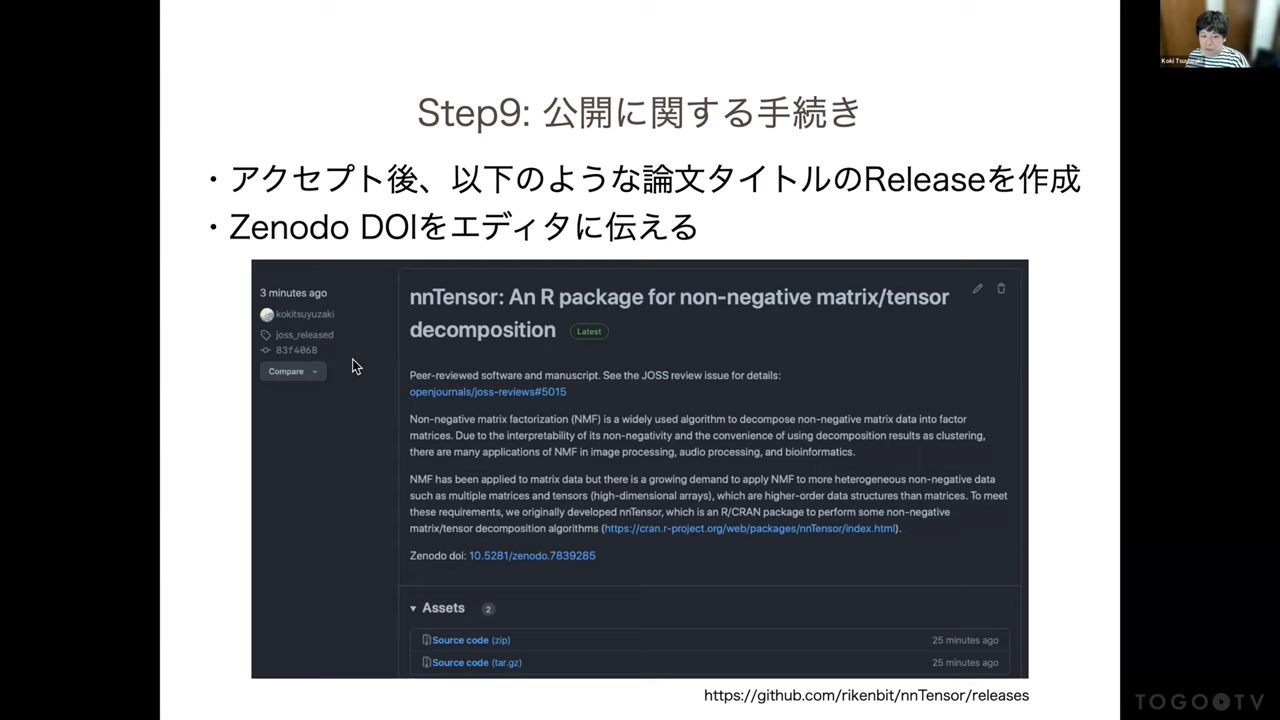 Koki Tsuyuzaki
Step9: 公開に関する手続き
・アクセプト後、以下のような論文タイトルのReleaseを作成
・Zenodo DOIをエディタに伝える
3 minutes ago
kokitsuyuzaki
joss_released
83f4068
Compare
nnTensor: An R package for non-negative matrix/tensor
decomposition Latest
Peer-reviewed software and manuscript. See the JOSS review issue for details:
openjournals/joss-reviews#5015
Non-negative matrix factorization (NMF) is a widely used algorithm to decompose non-negative matrix data into factor
matrices. Due to the interpretability of its non-negativity and the convenience of using decomposition results as clustering,
there are many applications of NMF in image processing, audio processing, and bioinformatics.
NMF has been applied to matrix data but there is a growing demand to apply NMF to more heterogeneous non-negative data
such as multiple matrices and tensors (high-dimensional arrays), which are higher-order data structures than matrices. To meet
these requirements, we originally developed nnTensor, which is an R/CRAN package to perform some non-negative
matrix/tensor decomposition algorithms (https://cran.r-project.org/web/packages/nnTensor/index.html).
Zenodo doi: 10.5281/zenodo.7839285
Assets 2
Source code (zip) 25 minutes ago
Source code (tar.gz) 25 minutes ago
https://github.com/rikenbit/nnTensor/releases
TOGOTV